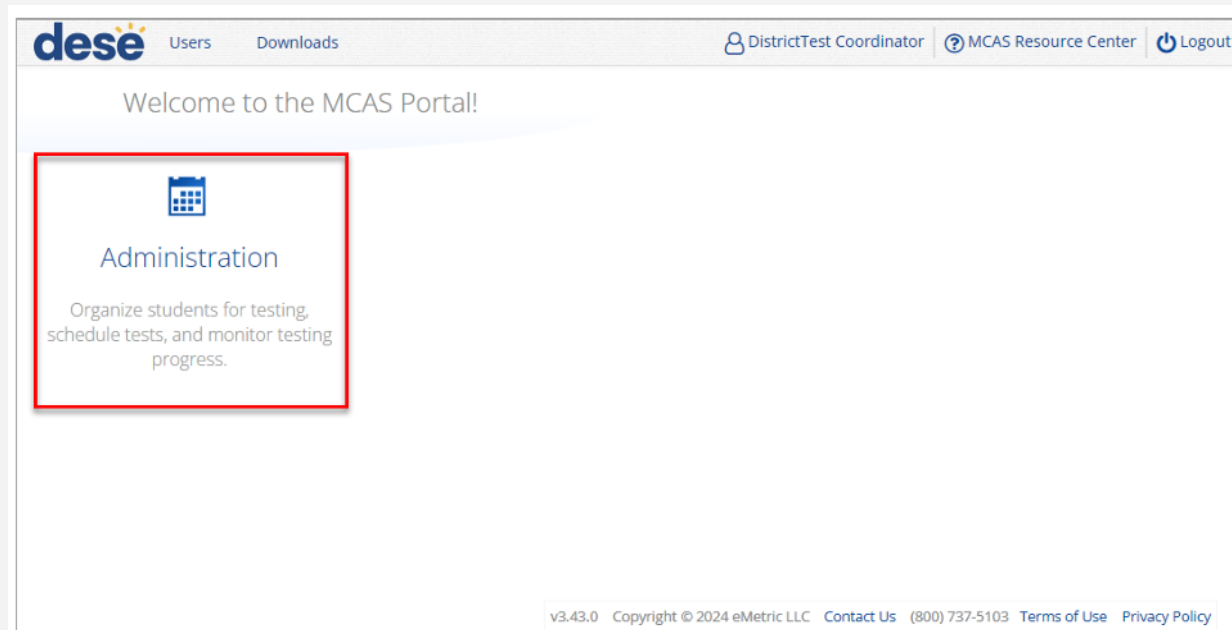 dese Users Downloads DistrictTest Coordinator MCAS Resource Center Logout
Welcome to the MCAS Portal!
Administration
Organize students for testing,
schedule tests, and monitor testing
progress.
v3.43.0 Copyright © 2024 eMetric LLC Contact Us (800) 737-5103 Terms of Use Privacy Policy